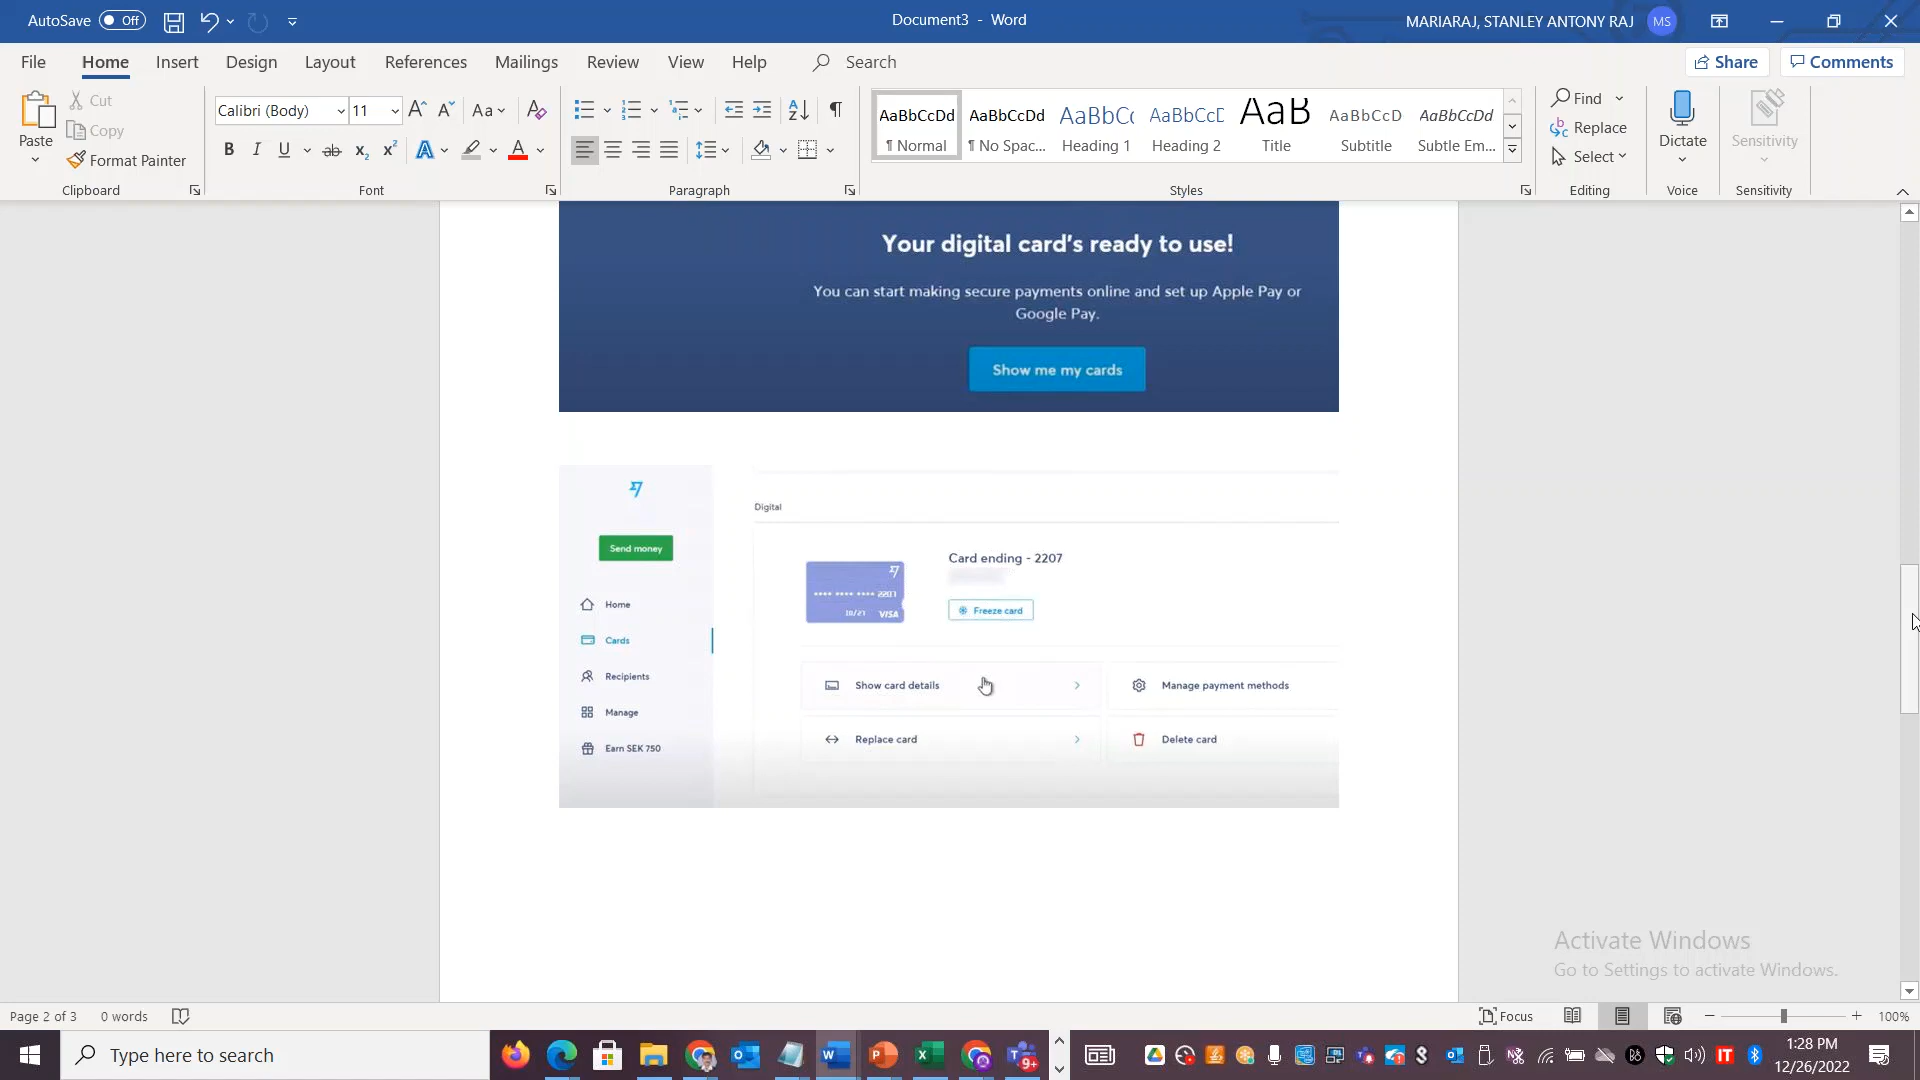 AutoSave Off
Document3 - Word
MARIARAJ, STANLEY ANTONY RAJ MS
File Home Insert Design Layout References Mailings Review View Help Search
Share Comments
Paste
Cut
Copy
Format Painter
Clipboard
Calibri (Body) 11
Font
Paragraph
AaBbCcDd AaBbCcDd AaBbCc AaBbCcD AaB AaBbCcD AaBbCcDd
¶ Normal ¶ No Spac... Heading 1 Heading 2 Title Subtitle Subtle Em...
Styles
Find
Replace
Select
Editing
Dictate
Voice
Sensitivity
Sensitivity
Your digital card's ready to use!
You can start making secure payments online and set up Apple Pay or
Google Pay.
Show me my cards
Send money
Home
Cards
Recipients
Manage
Earn SEK 750
Digital
Card ending - 2207
•••• •••• •••• 2207
10/27 VISA
Freeze card
Show card details
Manage payment methods
Replace card
Delete card
Activate Windows
Go to Settings to activate Windows.
Page 2 of 3 0 words
Focus
100%
Type here to search
1:28 PM
12/26/2022